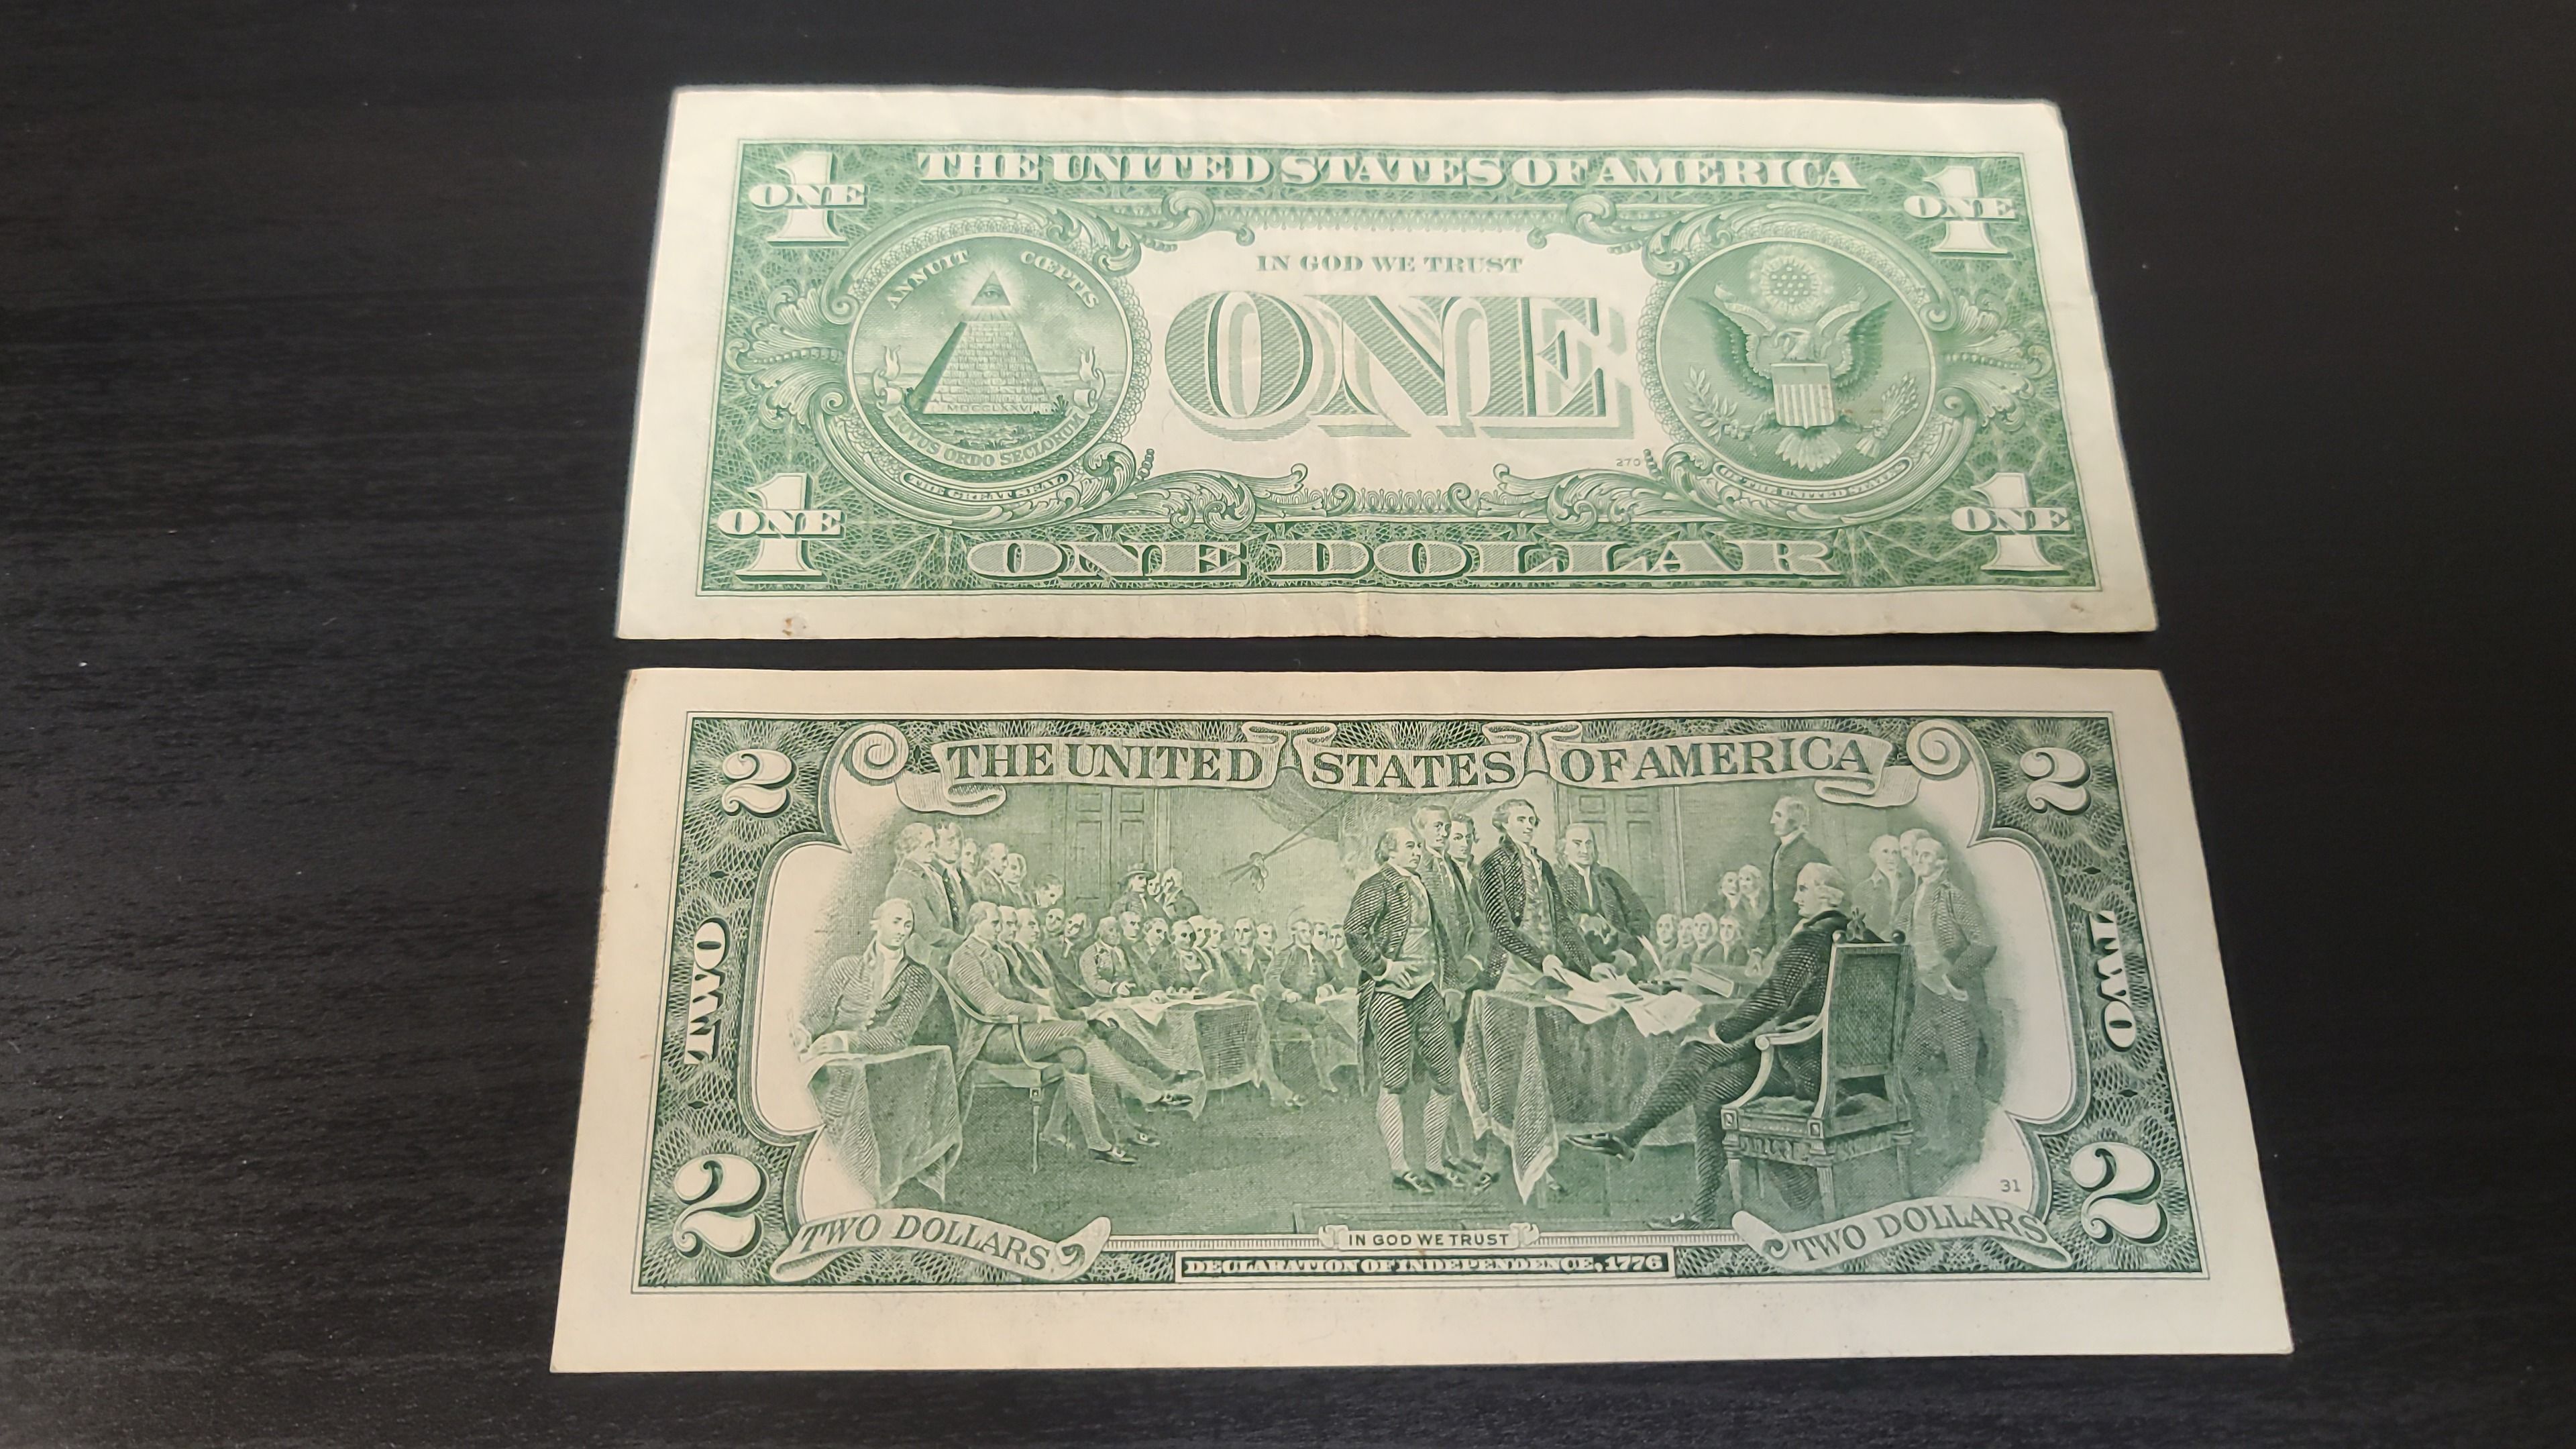 1 ONE
THE UNITED STATES OF AMERICA
1 ONE
ANNUIT CŒPTIS
IN GOD WE TRUST
ONE
MDCCLXXVI
NOVUS ORDO SECLORUM
THE GREAT SEAL
270
OF THE UNITED STATES
1 ONE
ONE DOLLAR
1 ONE
2
THE UNITED STATES OF AMERICA
2
TWO
TWO
31
2
TWO DOLLARS
IN GOD WE TRUST
DECLARATION OF INDEPENDENCE, 1776
TWO DOLLARS
2